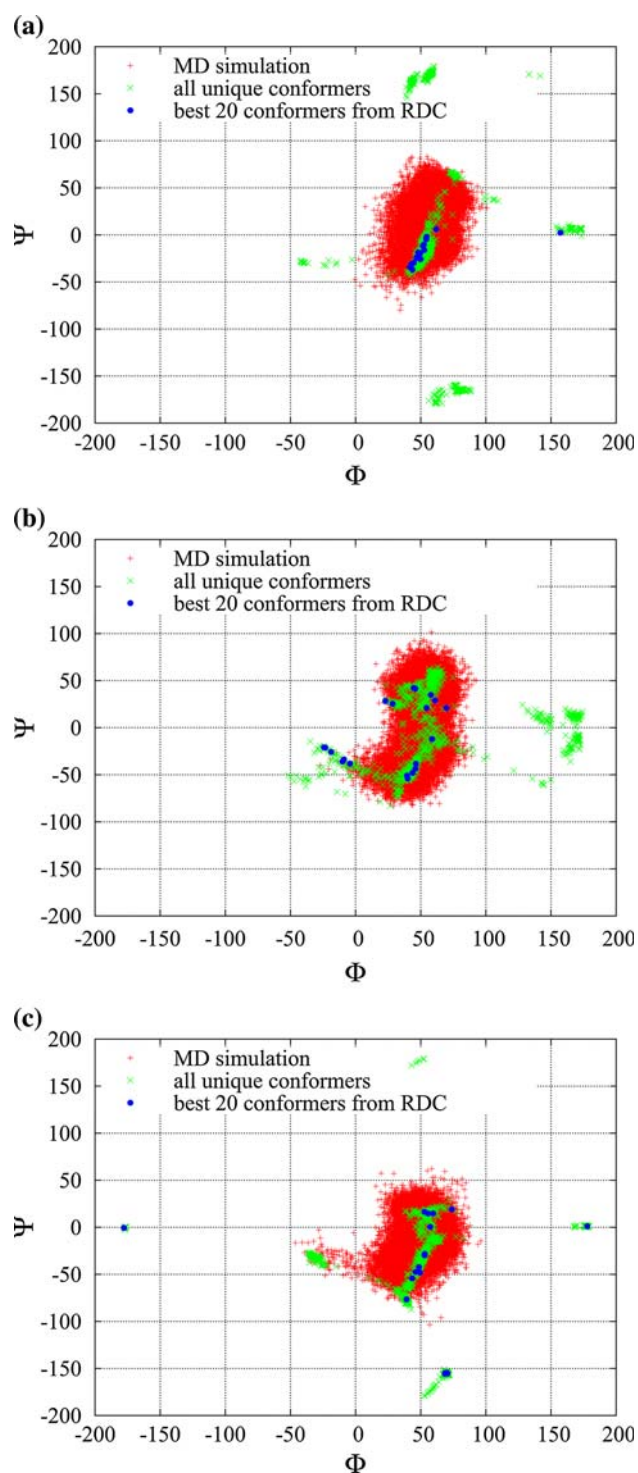 (a)
200
MD simulation
all unique conformers
best 20 conformers from RDC
150
100
50
0
-50
-100
-150
-200
Ψ
-200 -150 -100 -50 0 50 100 150 200
Φ
(b)
200
MD simulation
all unique conformers
best 20 conformers from RDC
150
100
50
0
-50
-100
-150
-200
Ψ
-200 -150 -100 -50 0 50 100 150 200
Φ
(c)
200
MD simulation
all unique conformers
best 20 conformers from RDC
150
100
50
0
-50
-100
-150
-200
Ψ
-200 -150 -100 -50 0 50 100 150 200
Φ